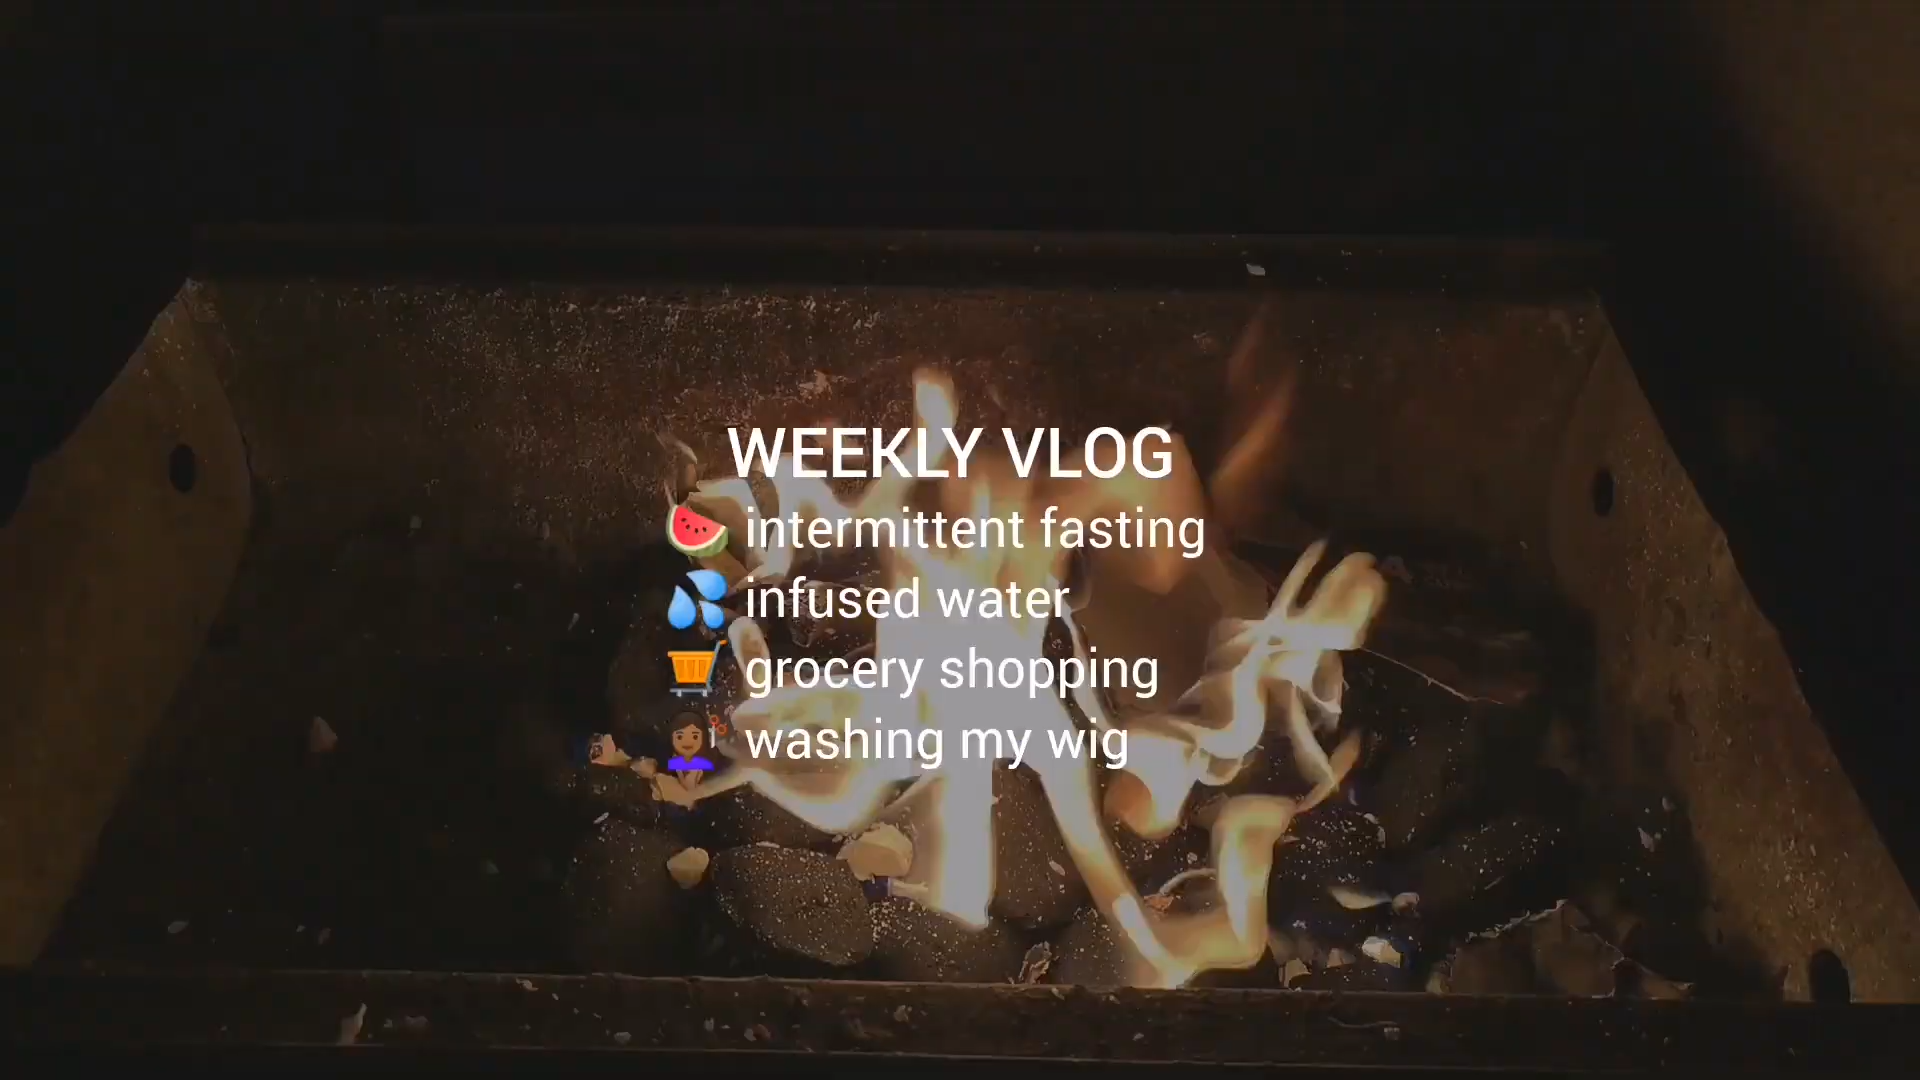 WEEKLY VLOG
🍉 intermittent fasting
💦 infused water
🛒 grocery shopping
💇🏾‍♀️ washing my wig